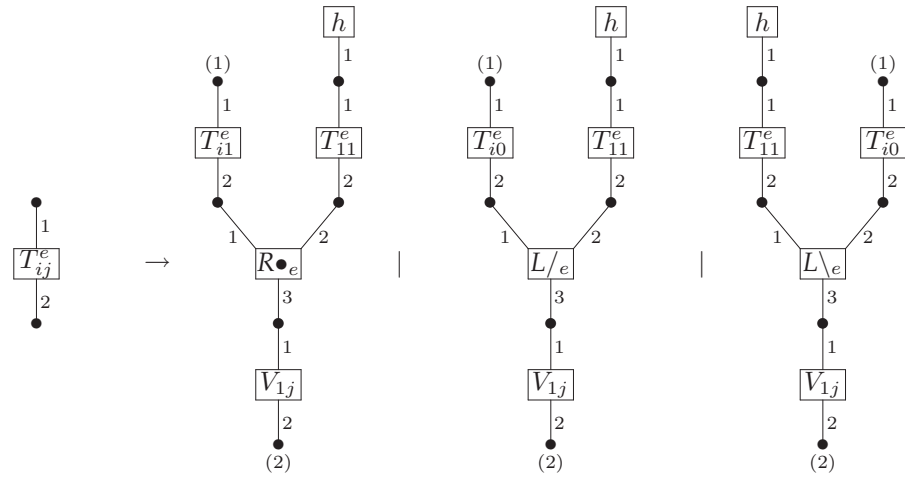 h h h
(1) (1) (1)
1 1 1
1 1 1 1 1 1
T^e_{i1} T^e_{11} T^e_{i0} T^e_{11} T^e_{11} T^e_{i0}
2 2 2 2 2 2
1 1 2 1 2 1 2
T^e_{ij} → R●_e | L/_e | L\_e
2 3 3 3
1 1 1
V_{1j} V_{1j} V_{1j}
2 2 2
(2) (2) (2)